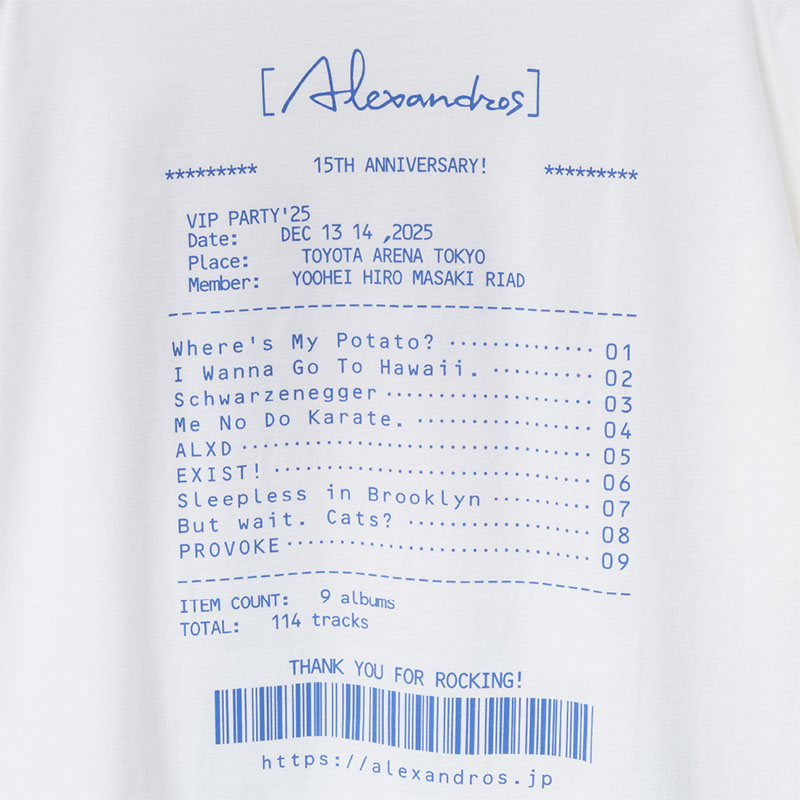 [Alexandros]
********* 15TH ANNIVERSARY! *********
VIP PARTY'25
Date: DEC 13 14 ,2025
Place: TOYOTA ARENA TOKYO
Member: YOOHEI HIRO MASAKI RIAD
Where's My Potato? ·············· 01
I Wanna Go To Hawaii. ·········· 02
Schwarzenegger ···················· 03
Me No Do Karate. ················· 04
ALXD ·································· 05
EXIST! ······························· 06
Sleepless in Brooklyn ·········· 07
But wait. Cats? ·················· 08
PROVOKE ······························ 09
ITEM COUNT: 9 albums
TOTAL: 114 tracks
THANK YOU FOR ROCKING!
https://alexandros.jp